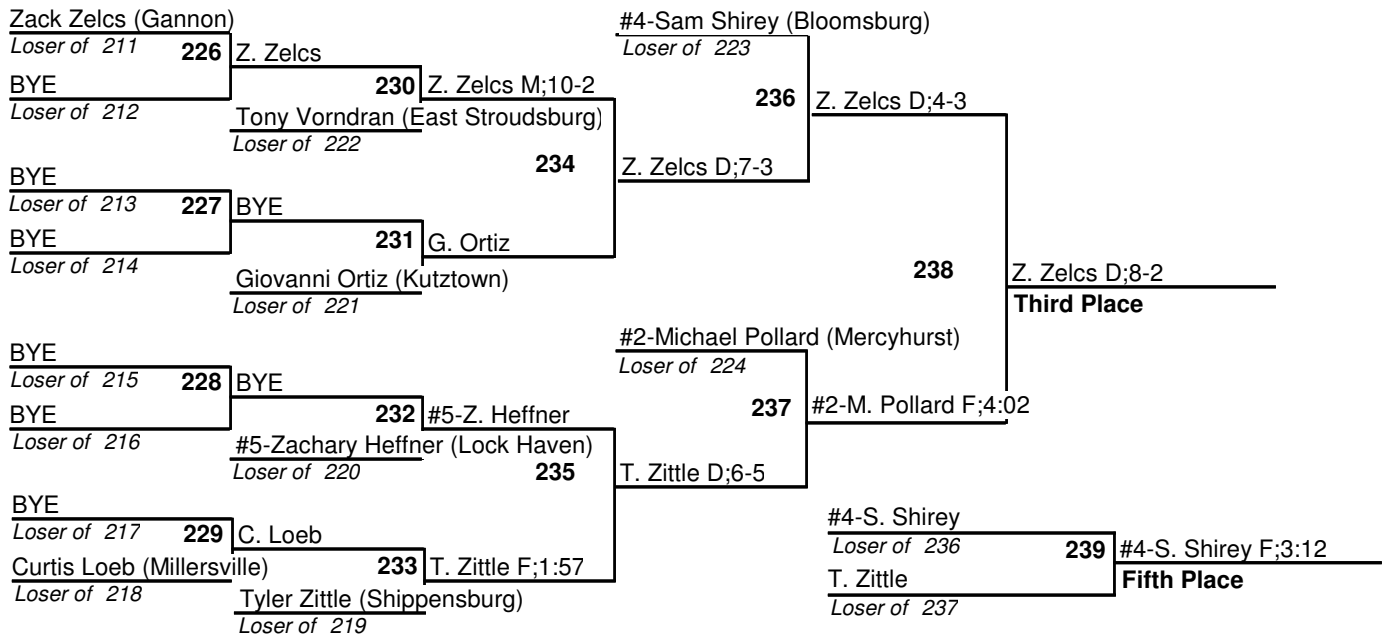 Zack Zelcs (Gannon)
Loser of 211
226
Z. Zelcs
BYE
Loser of 212
230
Z. Zelcs M;10-2
Tony Vorndran (East Stroudsburg)
Loser of 222
234
Z. Zelcs D;7-3
BYE
Loser of 213
227
BYE
BYE
Loser of 214
231
G. Ortiz
Giovanni Ortiz (Kutztown)
Loser of 221
#4-Sam Shirey (Bloomsburg)
Loser of 223
236
Z. Zelcs D;4-3
238
Z. Zelcs D;8-2
Third Place
BYE
Loser of 215
228
BYE
BYE
Loser of 216
232
#5-Z. Heffner
#5-Zachary Heffner (Lock Haven)
Loser of 220
235
T. Zittle D;6-5
BYE
Loser of 217
229
C. Loeb
Curtis Loeb (Millersville)
Loser of 218
233
T. Zittle F;1:57
Tyler Zittle (Shippensburg)
Loser of 219
#2-Michael Pollard (Mercyhurst)
Loser of 224
237
#2-M. Pollard F;4:02
#4-S. Shirey
Loser of 236
239
#4-S. Shirey F;3:12
Fifth Place
T. Zittle
Loser of 237